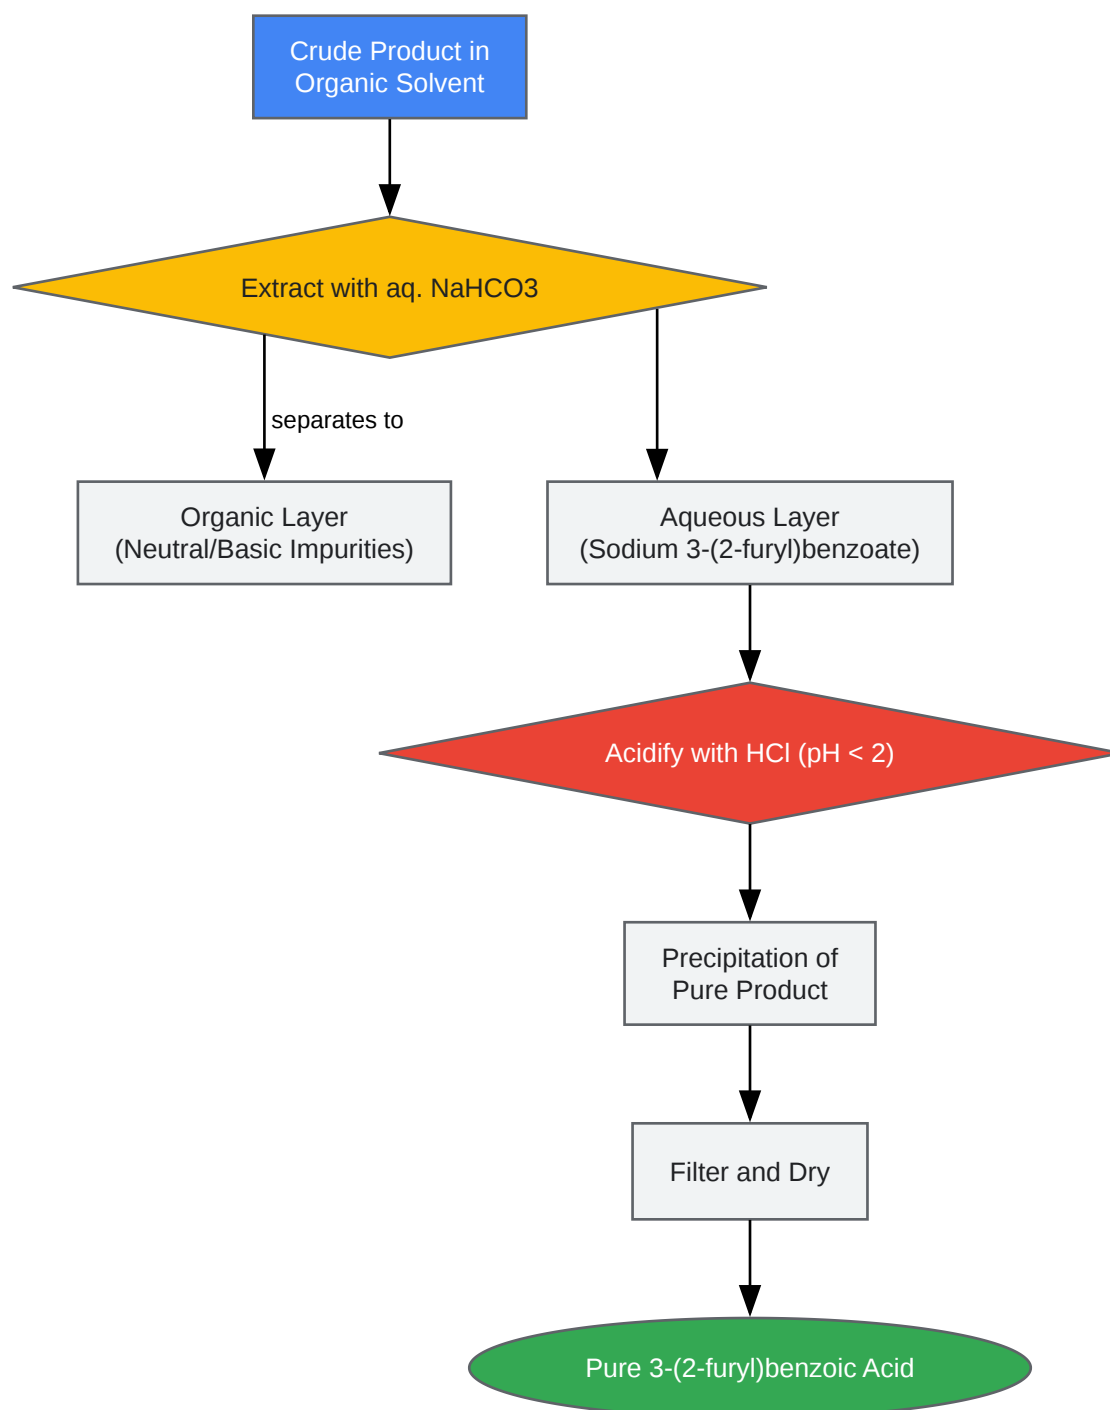 Crude Product in
Organic Solvent
Extract with aq. NaHCO3
separates to
Organic Layer
(Neutral/Basic Impurities)
Aqueous Layer
(Sodium 3-(2-furyl)benzoate)
Acidify with HCl (pH < 2)
Precipitation of
Pure Product
Filter and Dry
Pure 3-(2-furyl)benzoic Acid